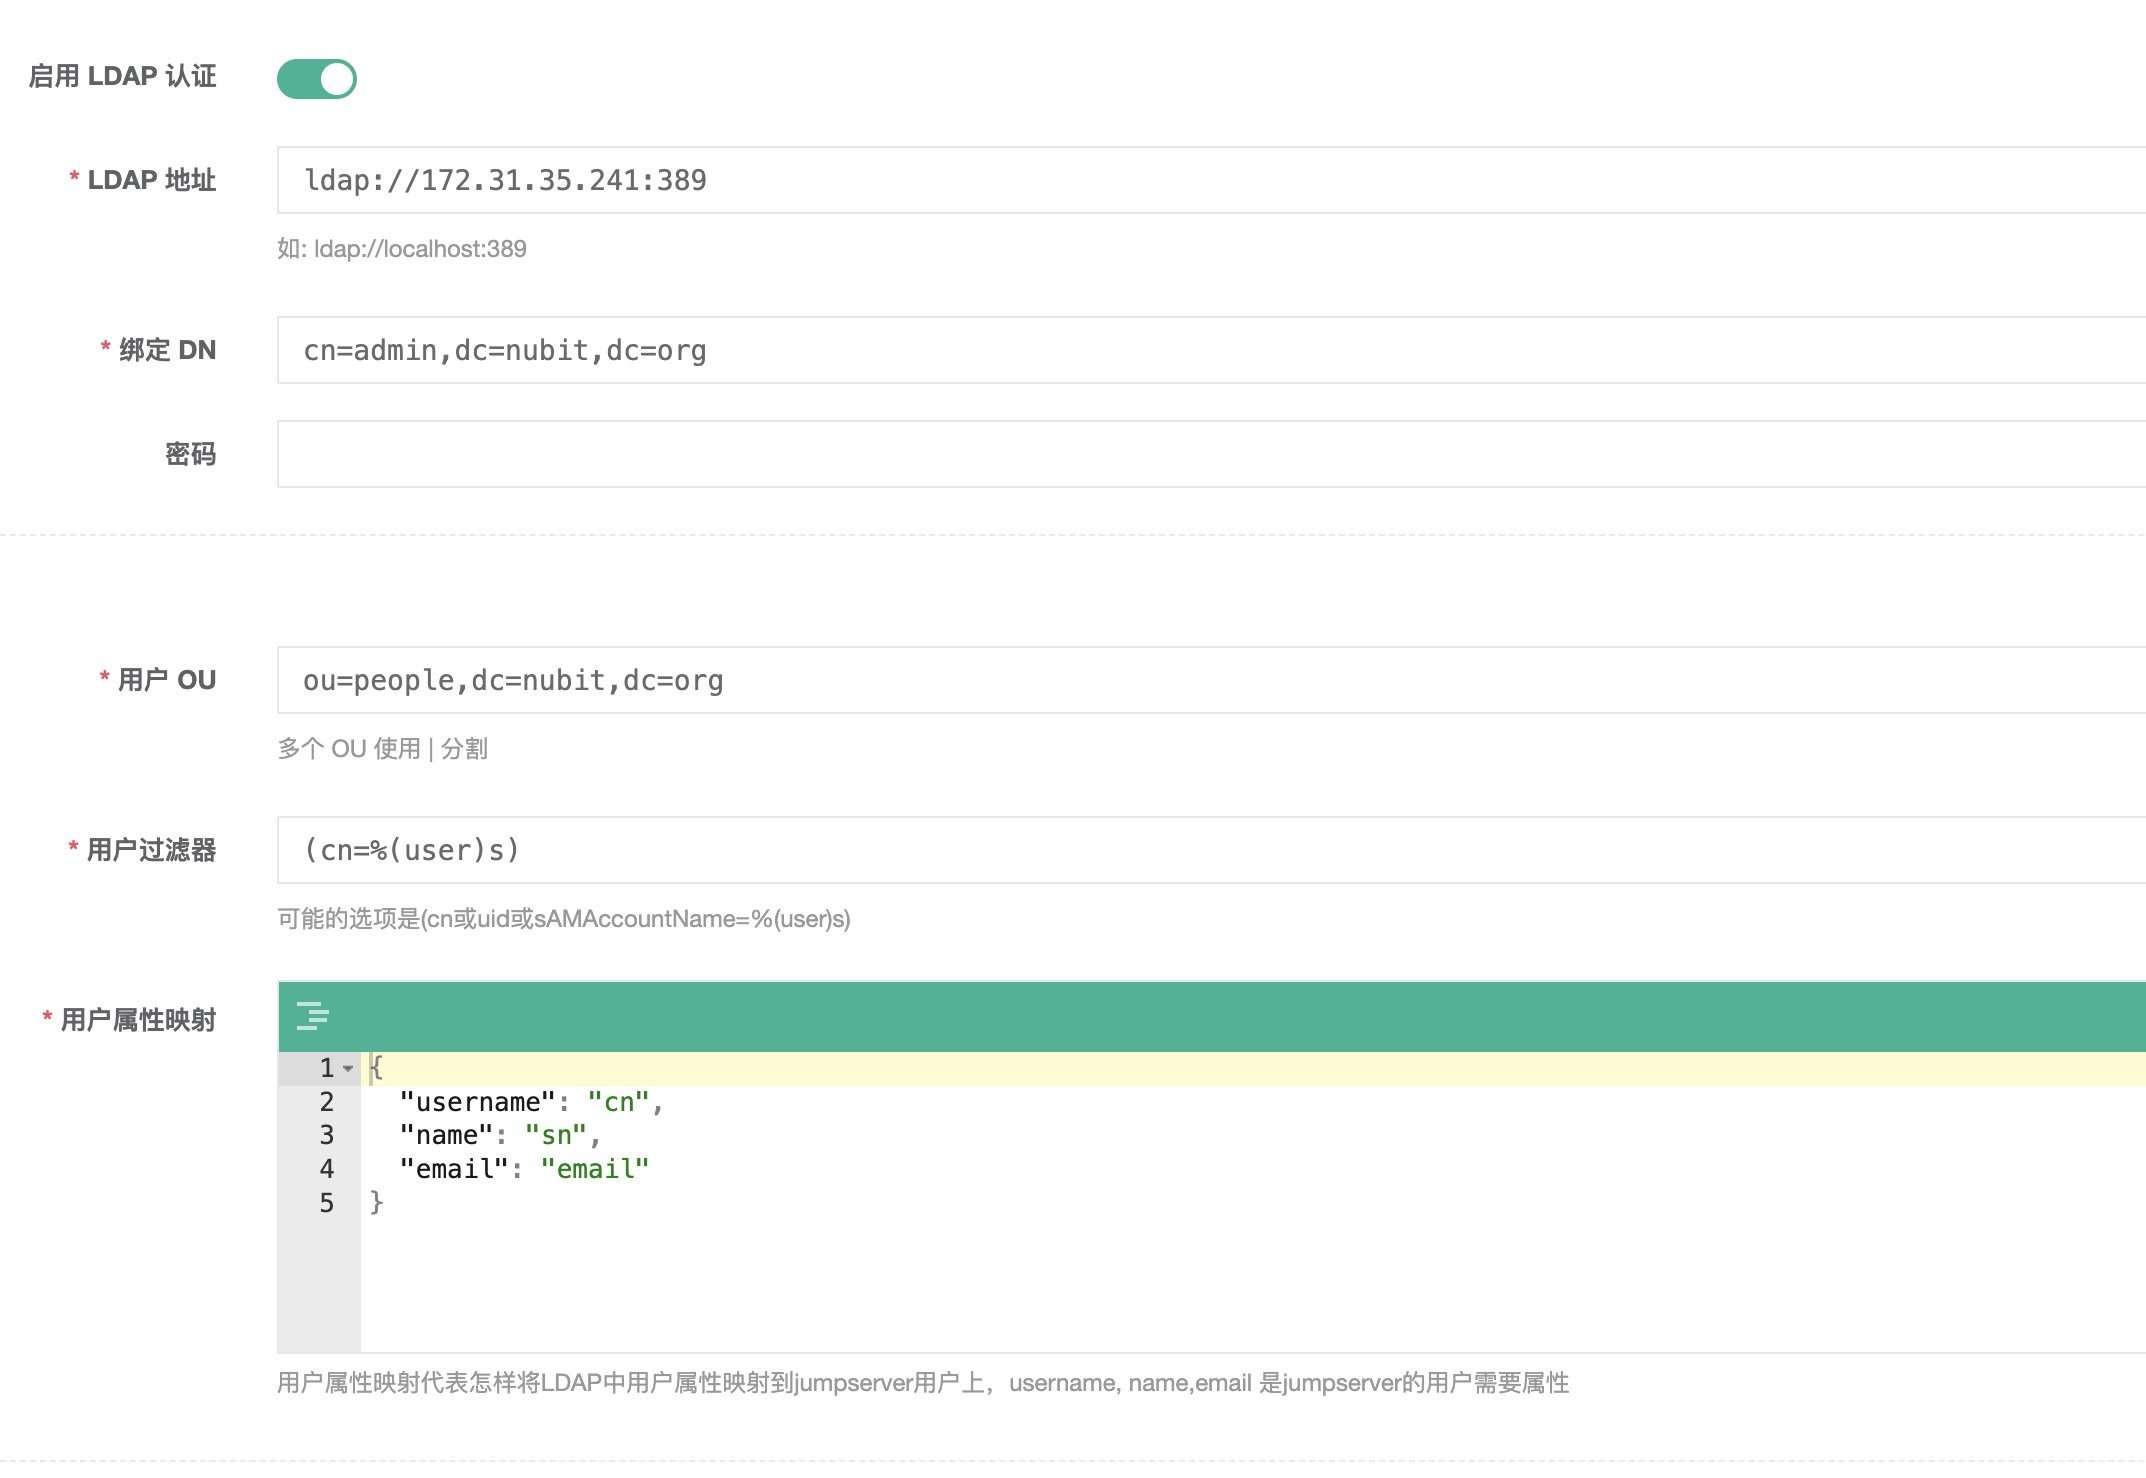 启用 LDAP 认证
* LDAP 地址
ldap://172.31.35.241:389
如: ldap://localhost:389
* 绑定 DN
cn=admin,dc=nubit,dc=org
密码
* 用户 OU
ou=people,dc=nubit,dc=org
多个 OU 使用 | 分割
* 用户过滤器
(cn=%(user)s)
可能的选项是(cn或uid或sAMAccountName=%(user)s)
* 用户属性映射
1 {
2 "username": "cn",
3 "name": "sn",
4 "email": "email"
5 }
用户属性映射代表怎样将LDAP中用户属性映射到jumpserver用户上，username, name,email 是jumpserver的用户需要属性